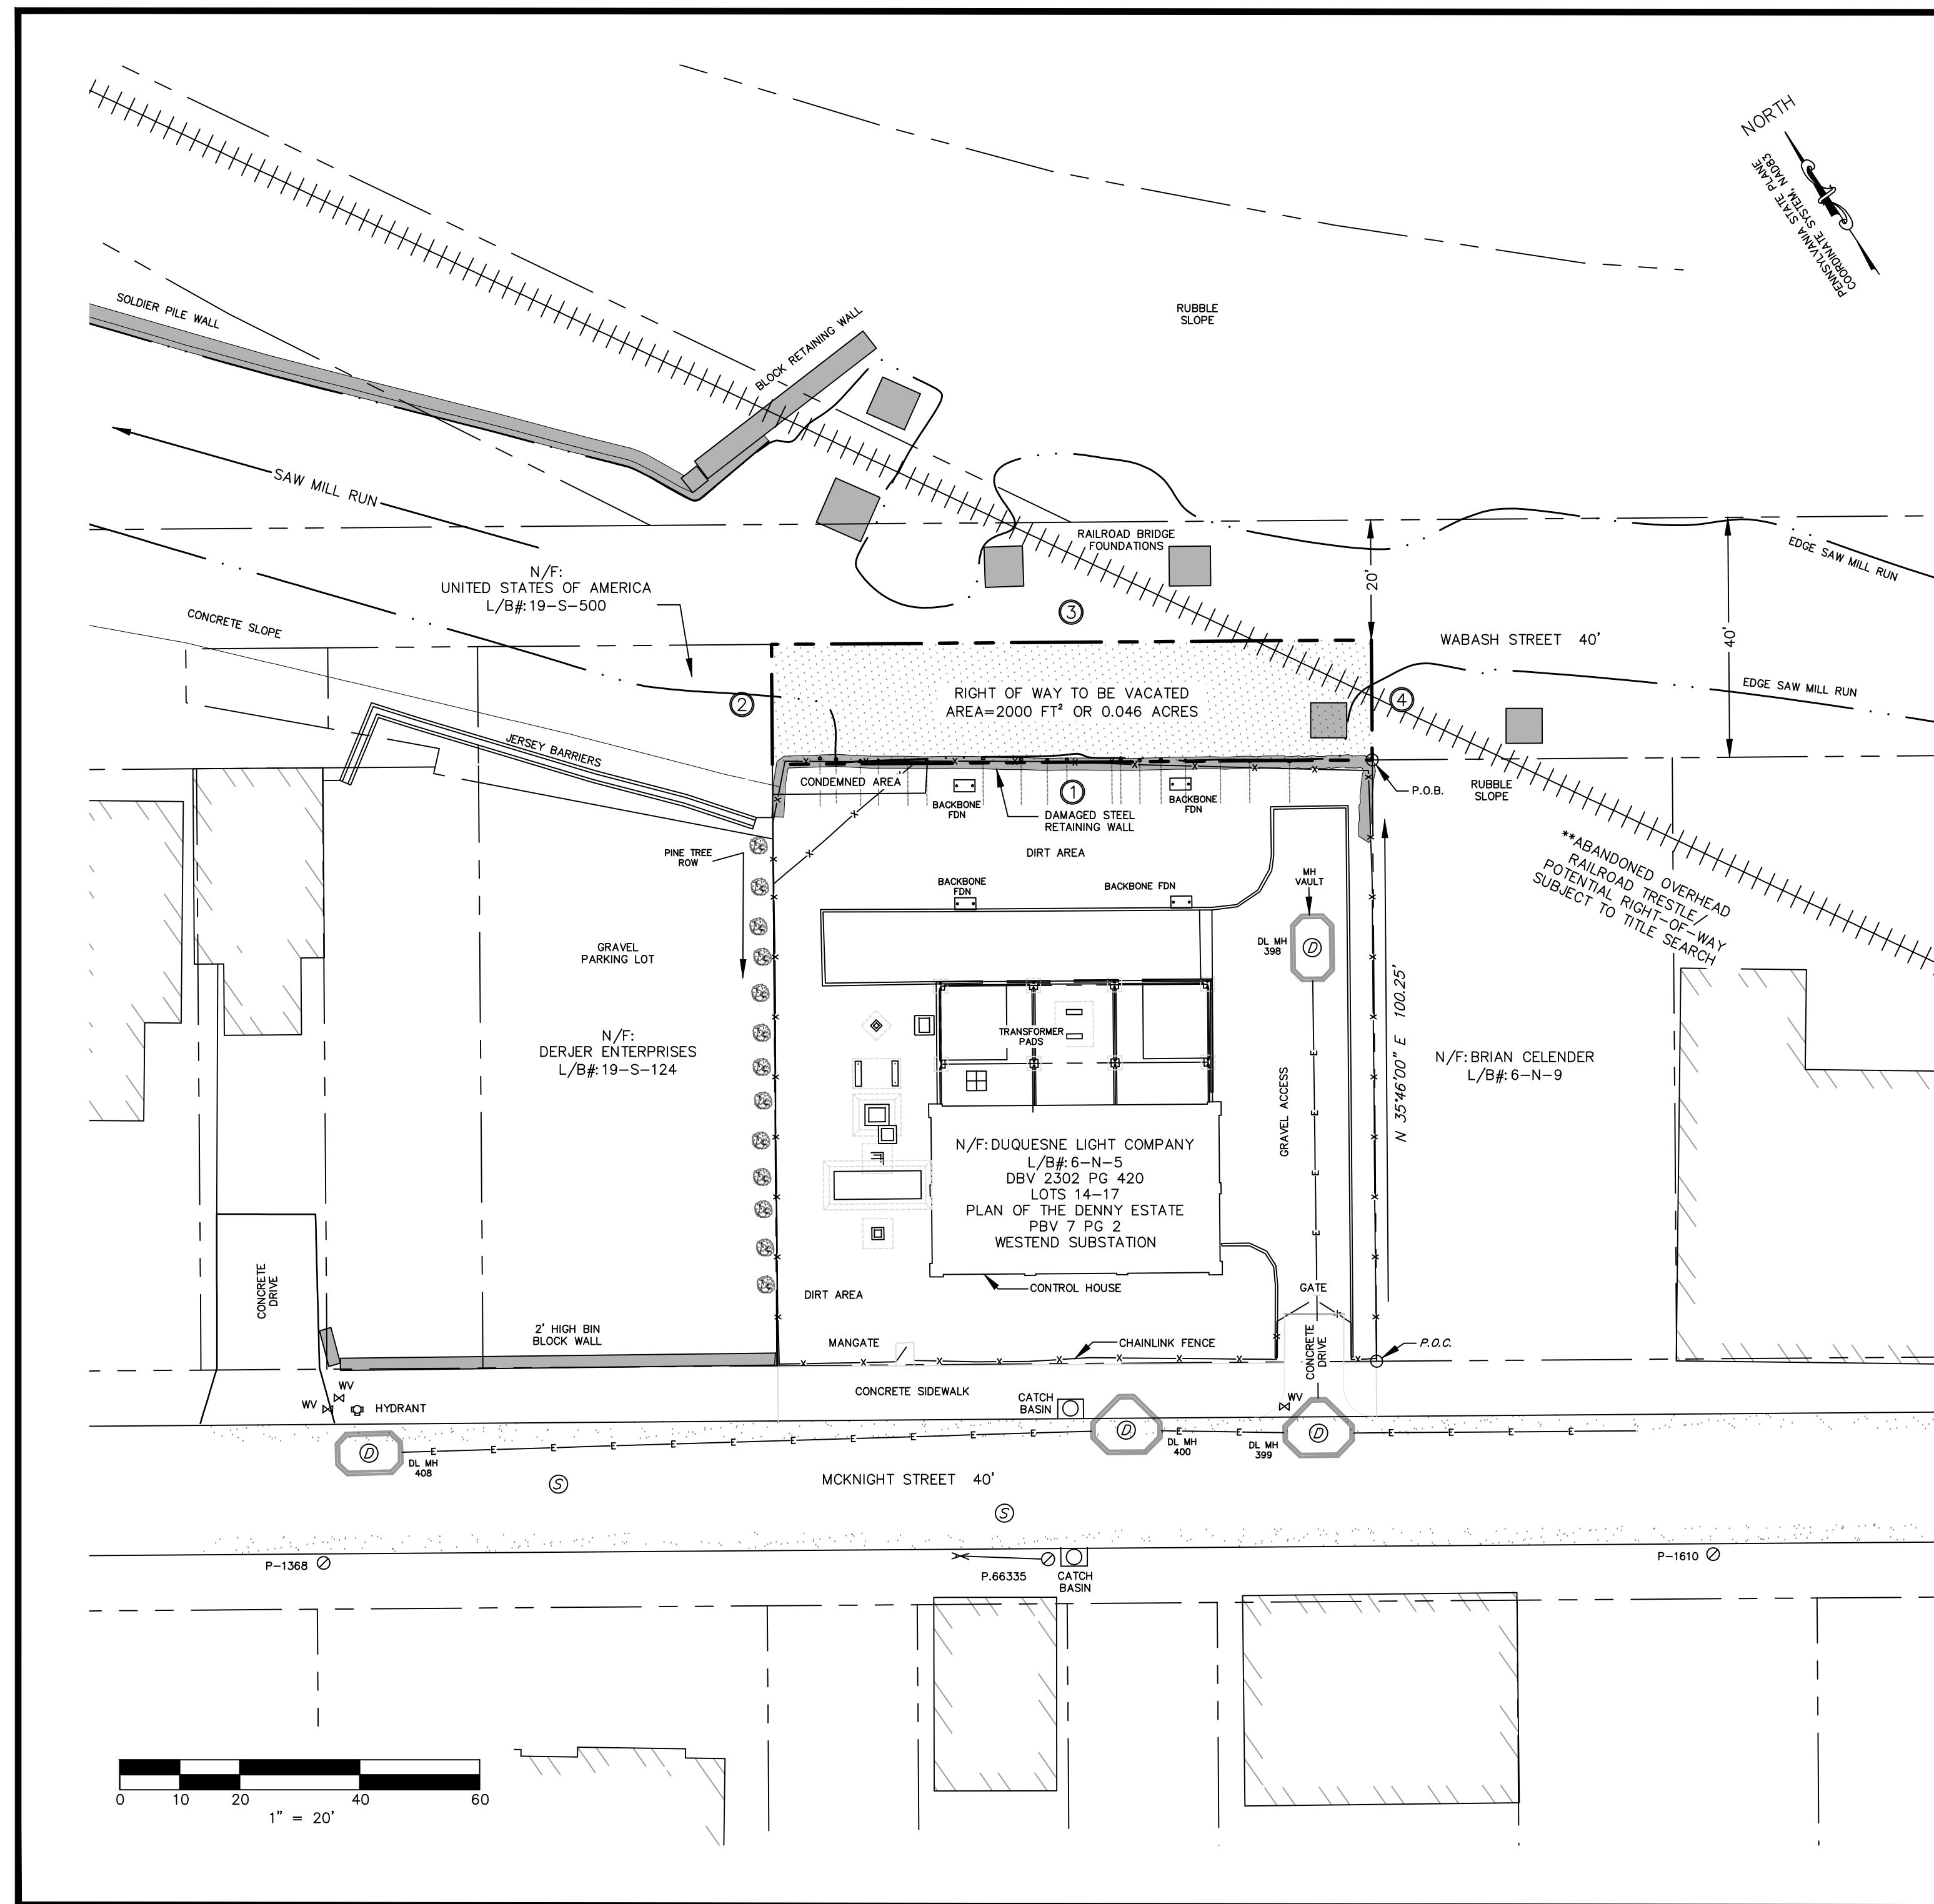 NORTH
PENNSYLVANIA STATE PLANE
COORDINATE SYSTEM, NAD83
SOLDIER PILE WALL
BLOCK RETAINING WALL
RUBBLE
SLOPE
SAW MILL RUN
RAILROAD BRIDGE
FOUNDATIONS
EDGE SAW MILL RUN
N/F:
UNITED STATES OF AMERICA
L/B#:19-S-500
20'
40'
3
CONCRETE SLOPE
WABASH STREET 40'
RIGHT OF WAY TO BE VACATED
AREA=2000 FT² OR 0.046 ACRES
2
4
EDGE SAW MILL RUN
JERSEY BARRIERS
CONDEMNED AREA
BACKBONE
FDN
1
BACKBONE
FDN
P.O.B.
RUBBLE
SLOPE
DAMAGED STEEL
RETAINING WALL
PINE TREE
ROW
DIRT AREA
**ABANDONED OVERHEAD
RAILROAD TRESTLE/
POTENTIAL RIGHT-OF-WAY
SUBJECT TO TITLE SEARCH
BACKBONE
FDN
BACKBONE FDN
MH
VAULT
DL MH
398
D
GRAVEL
PARKING LOT
N 35°46'00" E 100.25'
N/F:
DERJER ENTERPRISES
L/B#:19-S-124
TRANSFORMER
PADS
GRAVEL ACCESS
N/F:BRIAN CELENDER
L/B#:6-N-9
N/F:DUQUESNE LIGHT COMPANY
L/B#:6-N-5
DBV 2302 PG 420
LOTS 14-17
PLAN OF THE DENNY ESTATE
PBV 7 PG 2
WESTEND SUBSTATION
CONCRETE
DRIVE
DIRT AREA
CONTROL HOUSE
GATE
2' HIGH BIN
BLOCK WALL
MANGATE
CHAINLINK FENCE
CONCRETE
DRIVE
P.O.C.
WV
WV
HYDRANT
CONCRETE SIDEWALK
CATCH
BASIN
WV
D
DL MH
408
D
DL MH
400
DL MH
399
D
MCKNIGHT STREET 40'
S
S
P-1368
P.66335
CATCH
BASIN
P-1610
0 10 20 40 60
1" = 20'